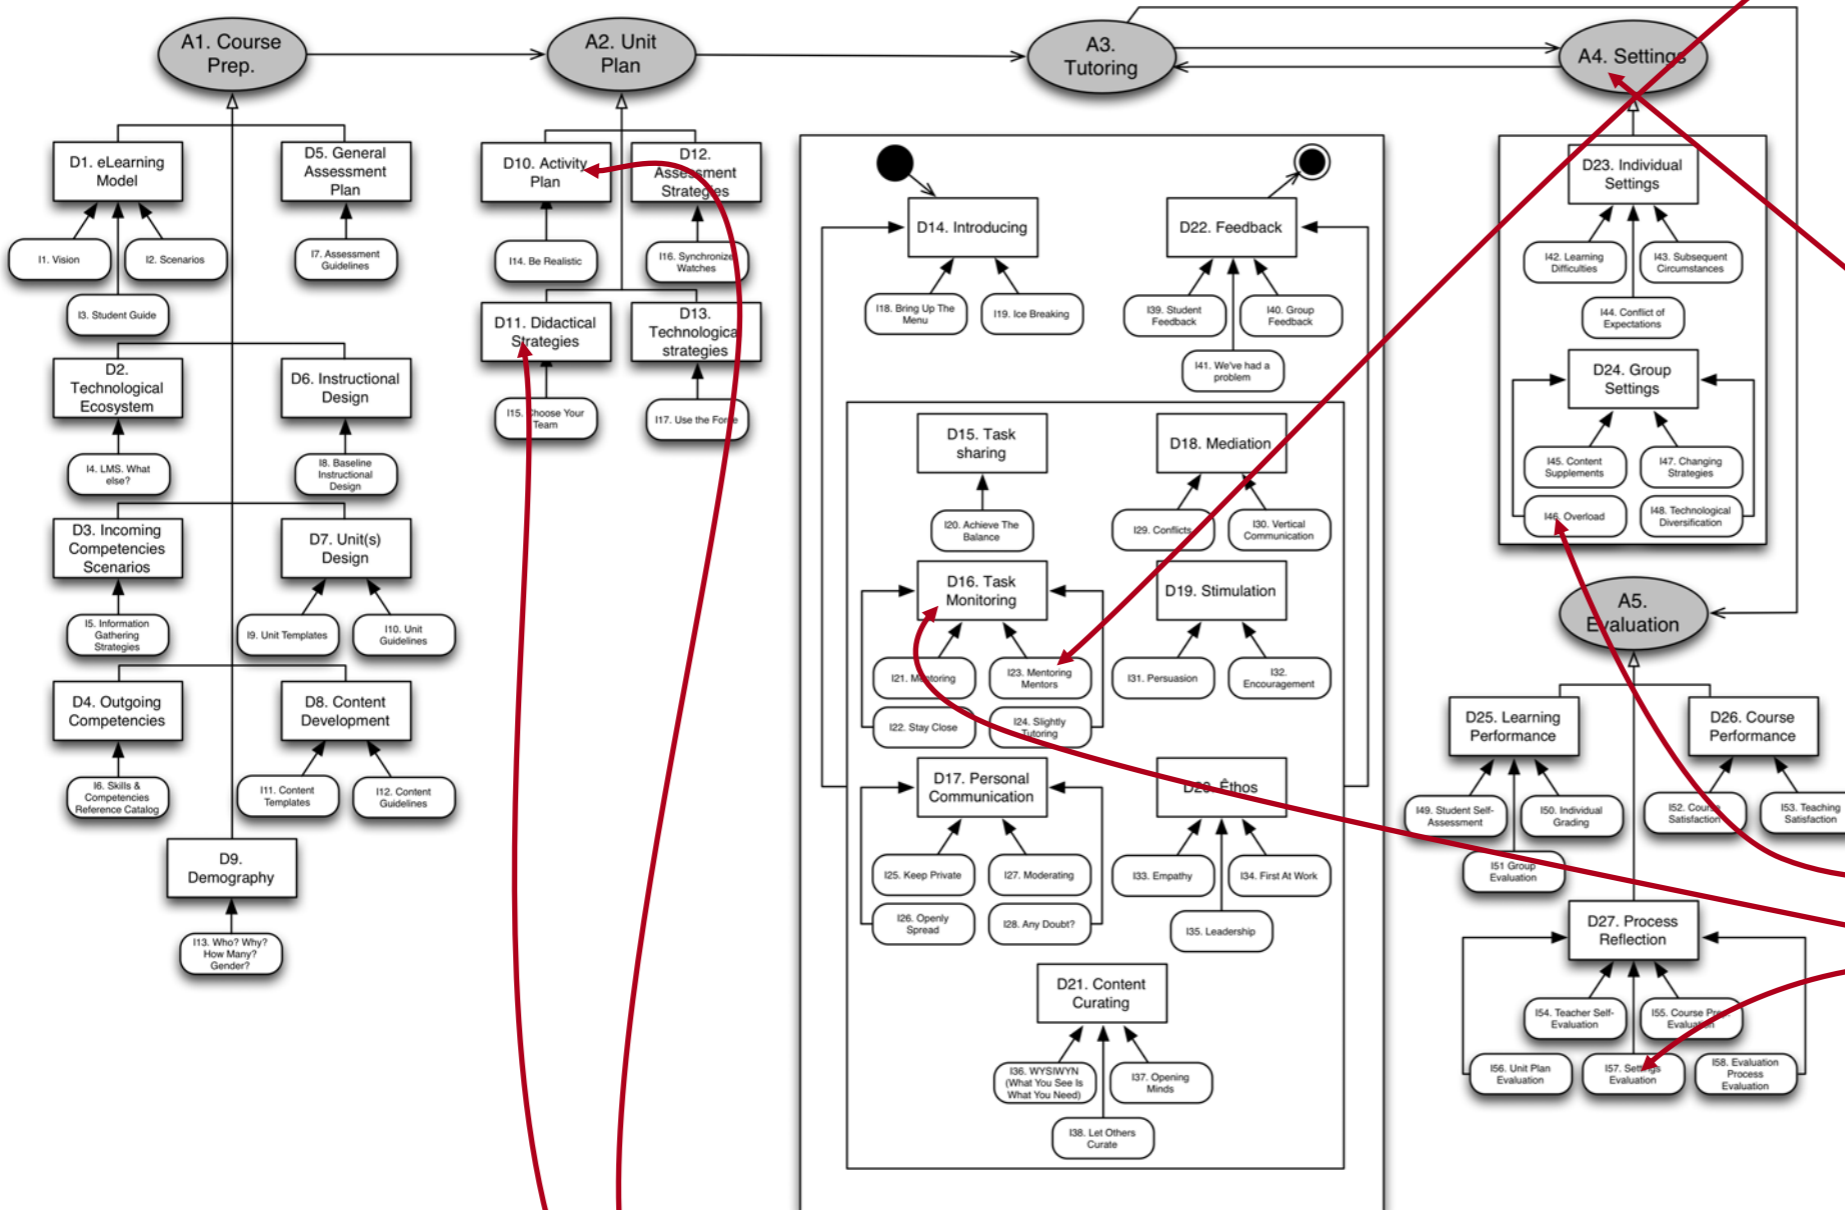 A1. Course
Prep.
A2. Unit
Plan
A3.
Tutoring
A4. Settings
D1. eLearning
Model
D5. General
Assessment
Plan
I1. Vision
I2. Scenarios
I3. Student Guide
I7. Assessment
Guidelines
D2.
Technological
Ecosystem
D6. Instructional
Design
I4. LMS. What
else?
I8. Baseline
Instructional
Design
D3. Incoming
Competencies
Scenarios
D7. Unit(s)
Design
I5. Information
Gathering
Strategies
I9. Unit Templates
I10. Unit
Guidelines
D4. Outgoing
Competencies
D8. Content
Development
I6. Skills &
Competencies
Reference Catalog
I11. Content
Templates
I12. Content
Guidelines
D9.
Demography
I13. Who? Why?
How Many?
Gender?
D10. Activity
Plan
D12.
Assessment
Strategies
I14. Be Realistic
I16. Synchronize
Watches
D11. Didactical
Strategies
D13.
Technological
strategies
I15. Choose Your
Team
I17. Use the Force
D14. Introducing
D22. Feedback
I18. Bring Up The
Menu
I19. Ice Breaking
I39. Student
Feedback
I40. Group
Feedback
I41. We've had a
problem
D15. Task
sharing
D18. Mediation
I20. Achieve The
Balance
I29. Conflicts
I30. Vertical
Communication
D16. Task
Monitoring
D19. Stimulation
I21. Mentoring
I23. Mentoring
Mentors
I22. Stay Close
I24. Slightly
Tutoring
I31. Persuasion
I32.
Encouragement
D17. Personal
Communication
D20. Êthos
I25. Keep Private
I27. Moderating
I26. Openly
Spread
I28. Any Doubt?
I33. Empathy
I34. First At Work
I35. Leadership
D21. Content
Curating
I36. WYSIWYN
(What You See Is
What You Need)
I37. Opening
Minds
I38. Let Others
Curate
D23. Individual
Settings
I42. Learning
Difficulties
I43. Subsequent
Circumstances
I44. Conflict of
Expectations
D24. Group
Settings
I45. Content
Supplements
I47. Changing
Strategies
I46. Overload
I48. Technological
Diversification
A5.
Evaluation
D25. Learning
Performance
D26. Course
Performance
I49. Student Self-
Assessment
I50. Individual
Grading
I51 Group
Evaluation
I52. Course
Satisfaction
I53. Teaching
Satisfaction
D27. Process
Reflection
I54. Teacher Self-
Evaluation
I55. Course Prep.
Evaluation
I56. Unit Plan
Evaluation
I57. Settings
Evaluation
I58. Evaluation
Process
Evaluation